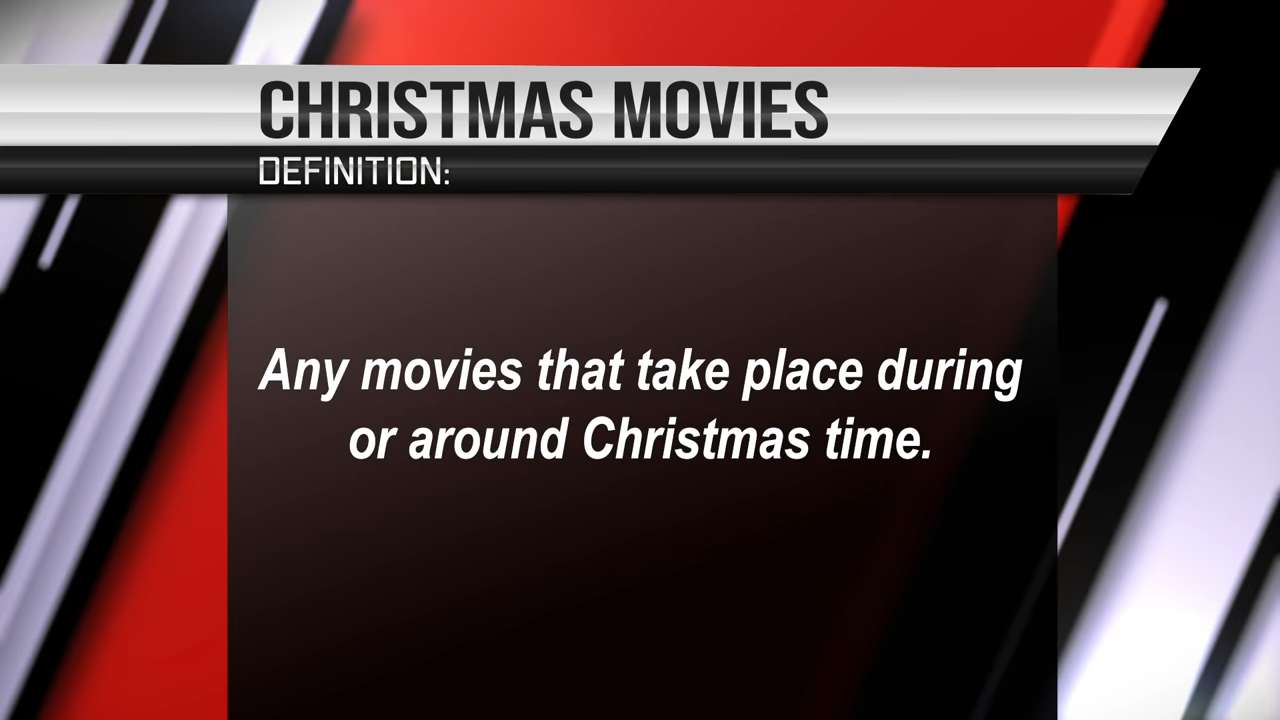 CHRISTMAS MOVIES
DEFINITION:
Any movies that take place during
or around Christmas time.